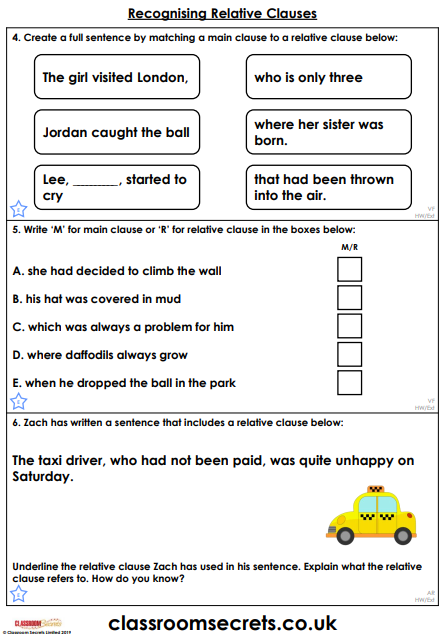 Recognising Relative Clauses
4. Create a full sentence by matching a main clause to a relative clause below:
The girl visited London,
who is only three
Jordan caught the ball
where her sister was
born.
Lee, __________, started to
cry
that had been thrown
into the air.
VF
HW/Ext
5. Write ‘M’ for main clause or ‘R’ for relative clause in the boxes below:
M/R
A. she had decided to climb the wall
B. his hat was covered in mud
C. which was always a problem for him
D. where daffodils always grow
E. when he dropped the ball in the park
VF
HW/Ext
6. Zach has written a sentence that includes a relative clause below:
The taxi driver, who had not been paid, was quite unhappy on
Saturday.
Underline the relative clause Zach has used in his sentence. Explain what the relative
clause refers to. How do you know?
AR
HW/Ext
CLASSROOM Secrets
© Classroom Secrets Limited 2019
classroomsecrets.co.uk